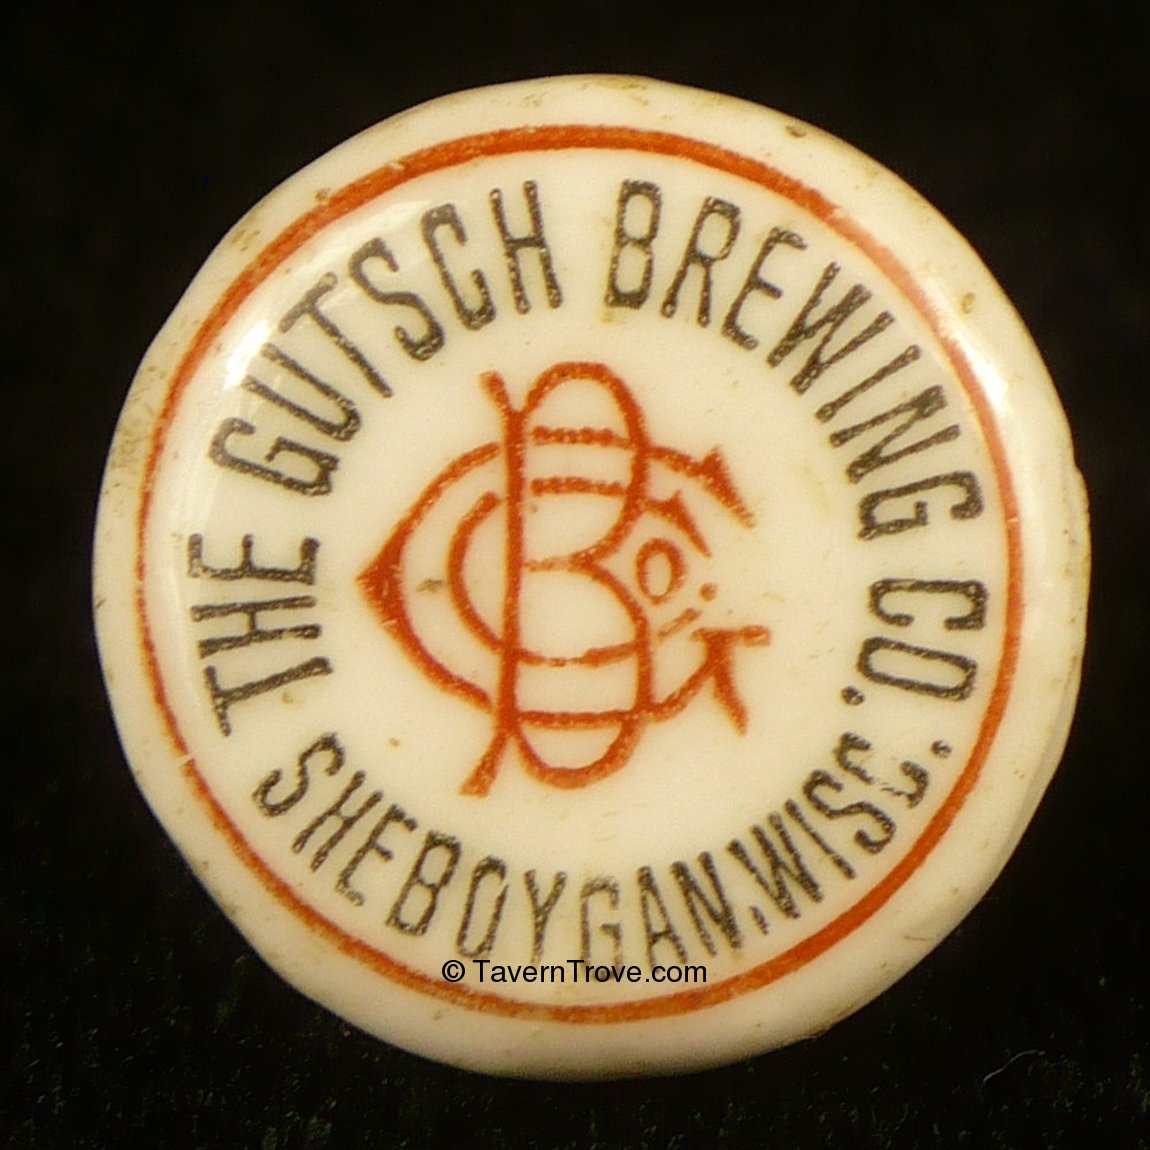 THE GUTSCH BREWING CO.
SHEBOYGAN, WISC.
GBCo.
© TavernTrove.com